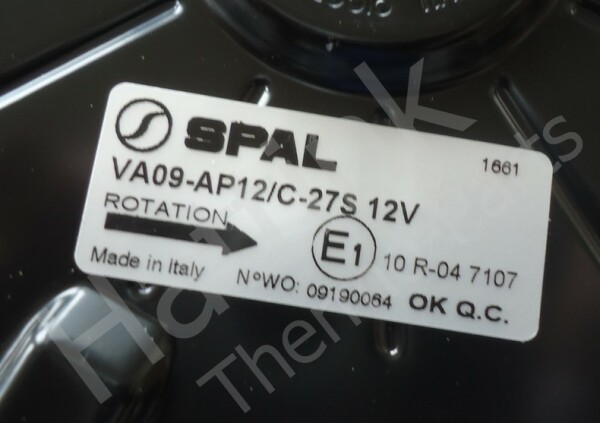 SPAL
1661
VA09-AP12/C-27S 12V
ROTATION
E1 10 R-04 7107
Made in Italy
N°WO: 09190064 OK Q.C.